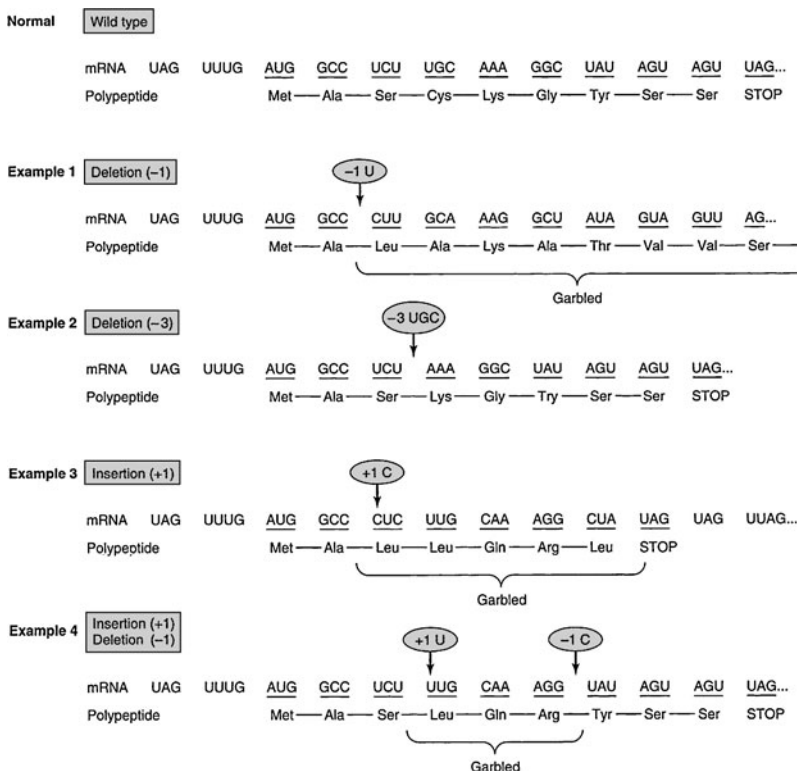 Normal Wild type
mRNA UAG UUUG AUG GCC UCU UGC AAA GGC UAU AGU AGU UAG...
Polypeptide Met — Ala — Ser — Cys — Lys — Gly — Tyr — Ser — Ser — STOP
Example 1 Deletion (–1)
–1 U
mRNA UAG UUUG AUG GCC CUU GCA AAG GCU AUA GUA GUU AG...
Polypeptide Met — Ala — Leu — Ala — Lys — Ala — Thr — Val — Val — Ser —
Garbled
Example 2 Deletion (–3)
–3 UGC
mRNA UAG UUUG AUG GCC UCU AAA GGC UAU AGU AGU UAG...
Polypeptide Met — Ala — Ser — Lys — Gly — Try — Ser — Ser STOP
Example 3 Insertion (+1)
+1 C
mRNA UAG UUUG AUG GCC CUC UUG CAA AGG CUA UAG UAG UUAG...
Polypeptide Met — Ala — Leu — Leu — Gln — Arg — Leu STOP
Garbled
Example 4 Insertion (+1)
Deletion (–1)
+1 U
–1 C
mRNA UAG UUUG AUG GCC UCU UUG CAA AGG UAU AGU AGU UAG...
Polypeptide Met — Ala — Ser — Leu — Gln — Arg — Tyr — Ser — Ser STOP
Garbled